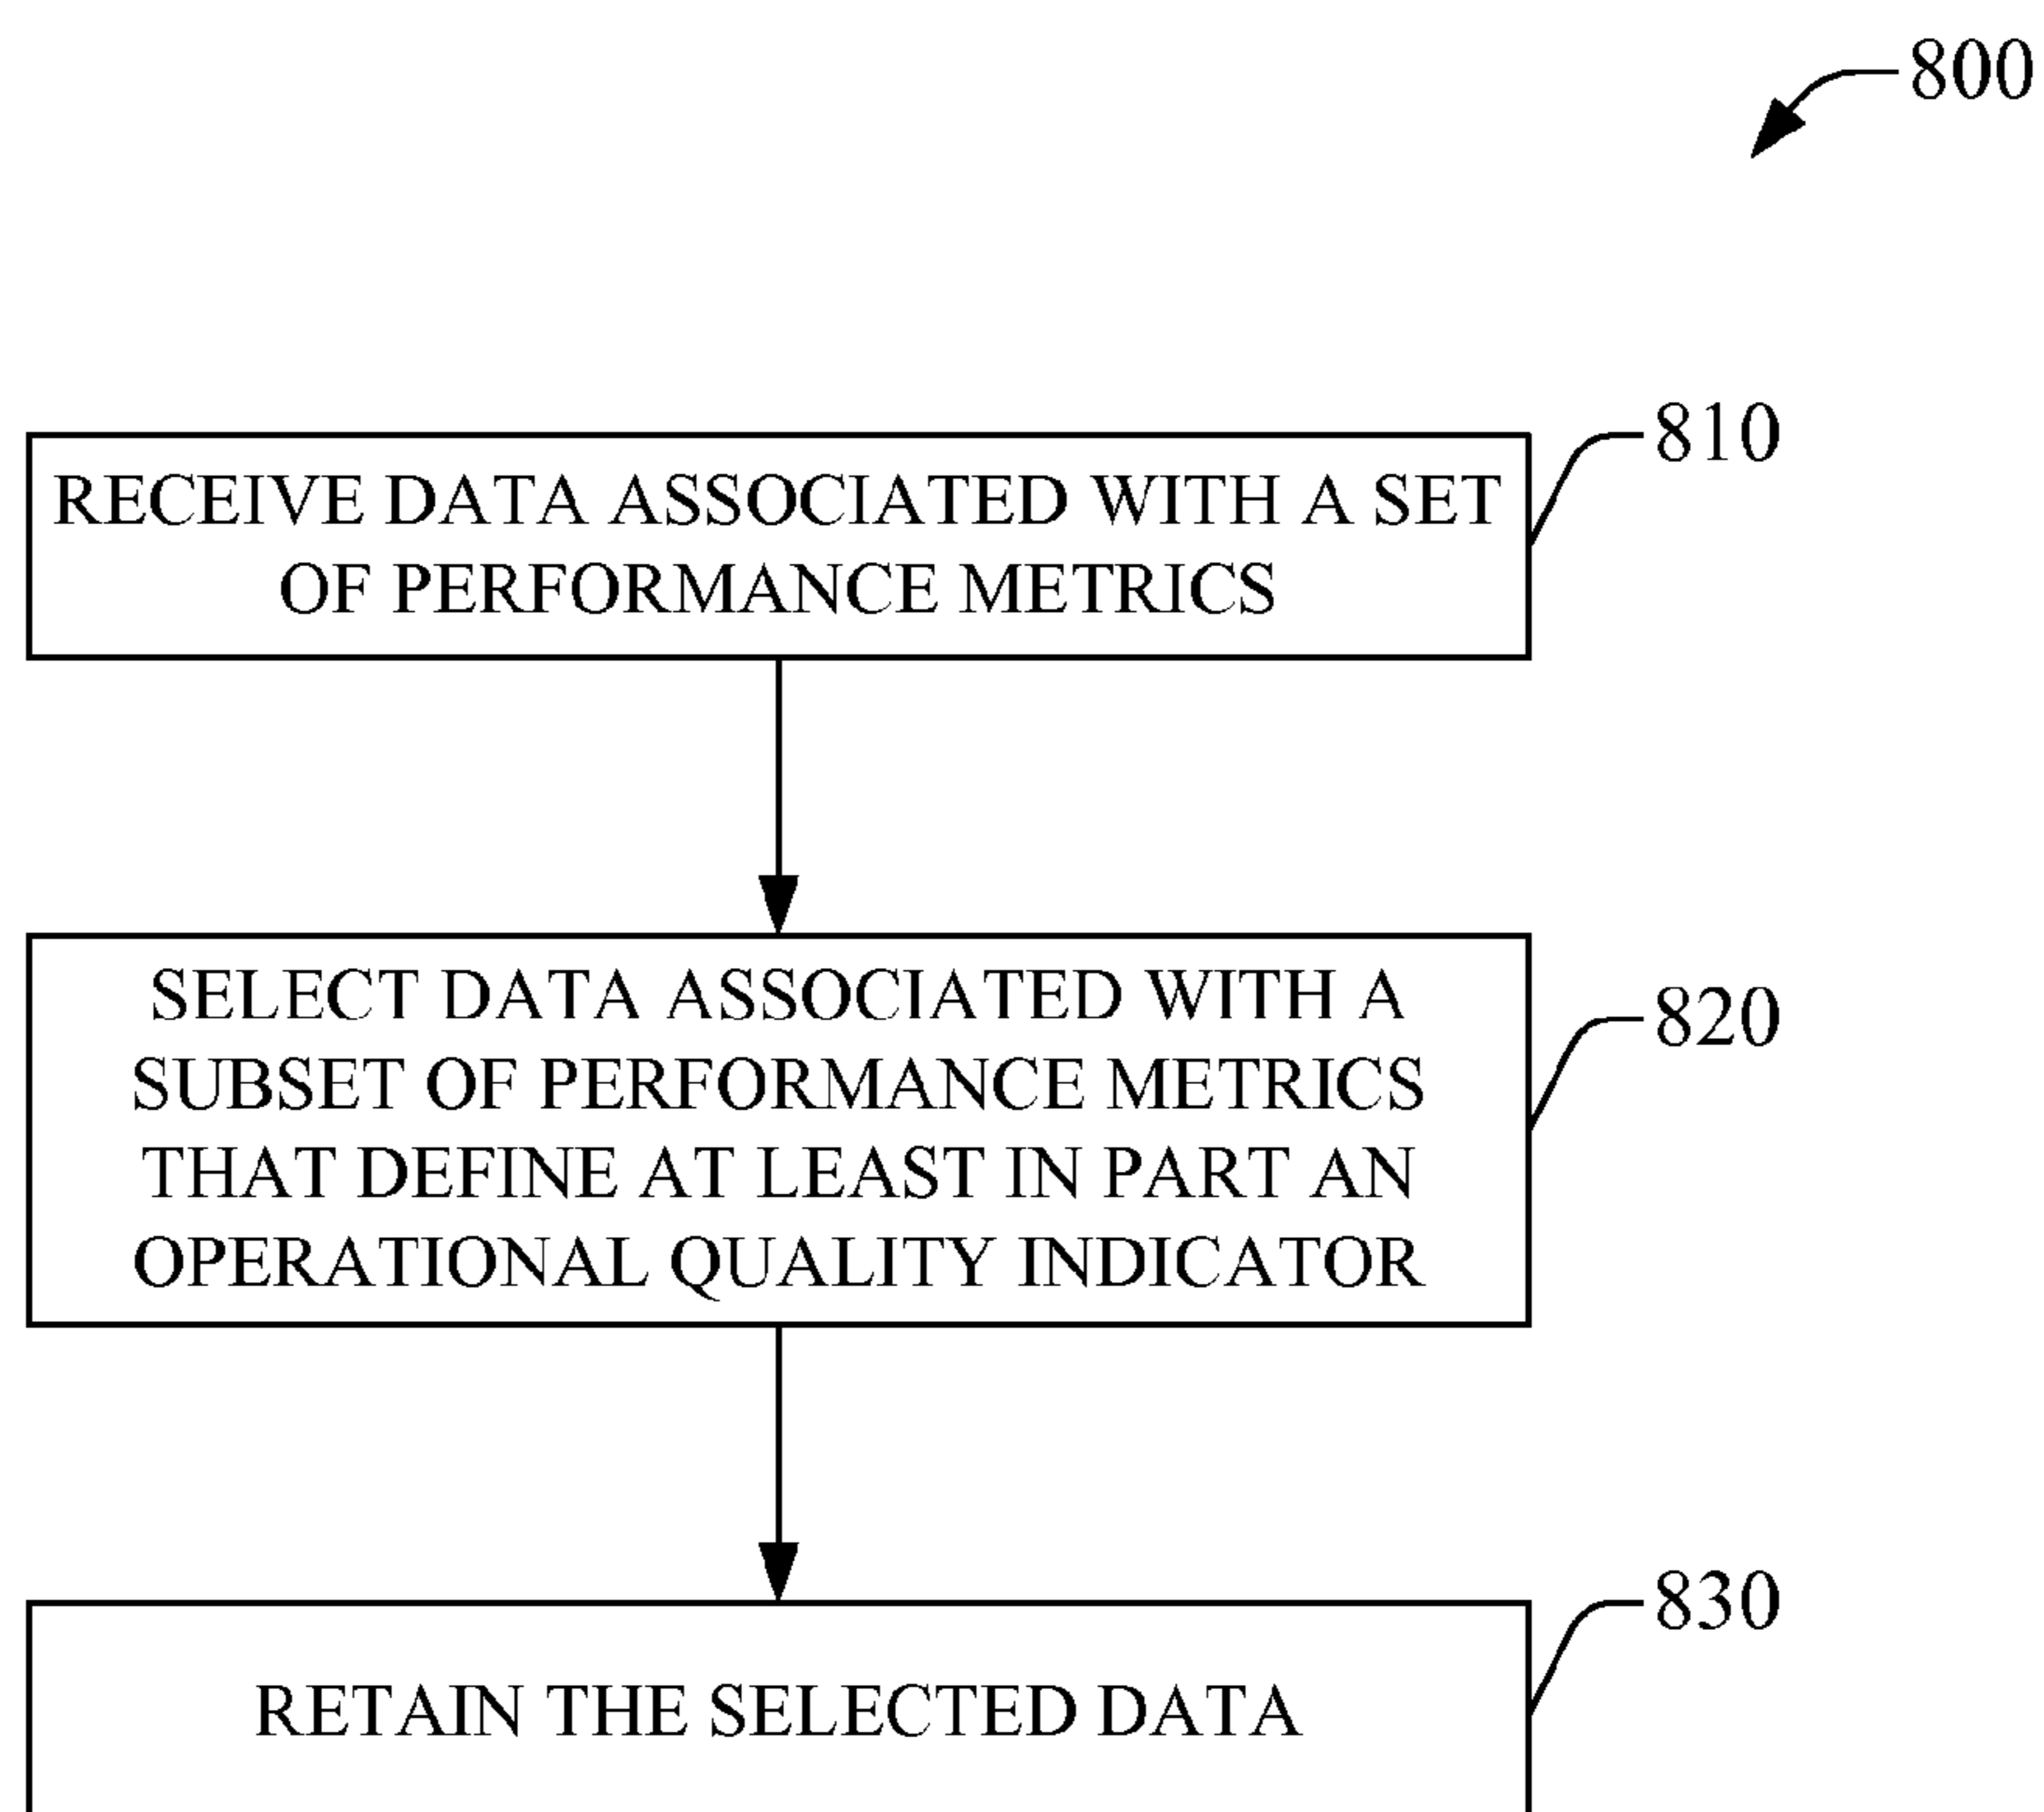 800
810
RECEIVE DATA ASSOCIATED WITH A SET
OF PERFORMANCE METRICS
820
SELECT DATA ASSOCIATED WITH A
SUBSET OF PERFORMANCE METRICS
THAT DEFINE AT LEAST IN PART AN
OPERATIONAL QUALITY INDICATOR
830
RETAIN THE SELECTED DATA